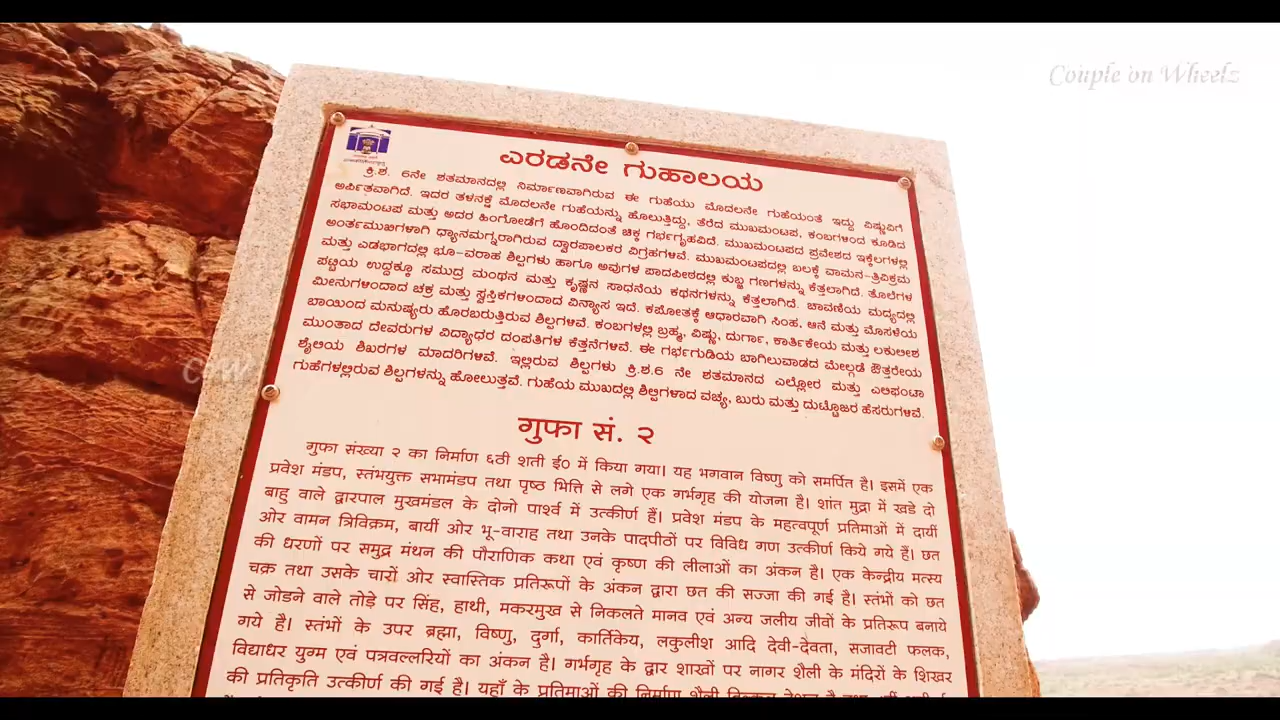 Couple on Wheelz
ಎರಡನೇ ಗುಹಾಲಯ
ಕ್ರಿ.ಶ. 6ನೇ ಶತಮಾನದಲ್ಲಿ ನಿರ್ಮಾಣವಾಗಿರುವ ಈ ಗುಹೆಯು ಮೊದಲನೇ ಗುಹೆಯಂತೆ ಇದ್ದು ವಿಷ್ಣುವಿಗೆ
ಅರ್ಪಿತವಾಗಿದೆ. ಇದರ ತಳನಕ್ಷೆ ಮೊದಲನೇ ಗುಹೆಯನ್ನು ಹೋಲುತ್ತಿದ್ದು, ತೆರೆದ ಮುಖಮಂಟಪ, ಕಂಬಗಳಿಂದ ಕೂಡಿದ
ಸಭಾಮಂಟಪ ಮತ್ತು ಅದರ ಹಿಂಗೋಡೆಗೆ ಹೊಂದಿದಂತೆ ಚಿಕ್ಕ ಗರ್ಭಗೃಹವಿದೆ. ಮುಖಮಂಟಪದ ಪ್ರವೇಶದ ಇಕ್ಕೆಲಗಳಲ್ಲಿ
ಅಂರ್ತಮುಖಗಳಾಗಿ ಧ್ಯಾನಮಗ್ನರಾಗಿರುವ ದ್ವಾರಪಾಲಕರ ವಿಗ್ರಹಗಳಿವೆ. ಮುಖಮಂಟಪದಲ್ಲಿ ಬಲಕ್ಕೆ ವಾಮನ-ತ್ರಿವಿಕ್ರಮ
ಮತ್ತು ಎಡಭಾಗದಲ್ಲಿ ಭೂ-ವರಾಹ ಶಿಲ್ಪಗಳು ಹಾಗೂ ಅವುಗಳ ಪಾದಪೀಠದಲ್ಲಿ ಕುಬ್ಜ ಗಣಗಳನ್ನು ಕೆತ್ತಲಾಗಿದೆ. ತೊಲೆಗಳ
ಪಟ್ಟಿಯ ಉದ್ದಕ್ಕೂ ಸಮುದ್ರ ಮಂಥನ ಮತ್ತು ಕೃಷ್ಣನ ಸಾಧನೆಯ ಕಥನಗಳನ್ನು ಕೆತ್ತಲಾಗಿದೆ. ಚಾವಣಿಯ ಮಧ್ಯದಲ್ಲಿ
ಮೀನುಗಳಿಂದಾದ ಚಕ್ರ ಮತ್ತು ಸ್ವಸ್ತಿಕಗಳಿಂದಾದ ವಿನ್ಯಾಸ ಇದೆ. ಕಪೋತಕ್ಕೆ ಆಧಾರವಾಗಿ ಸಿಂಹ, ಆನೆ ಮತ್ತು ಮೊಸಳೆಯ
ಬಾಯಿಂದ ಮನುಷ್ಯರು ಹೊರಬರುತ್ತಿರುವ ಶಿಲ್ಪಗಳಿವೆ. ಕಂಬಗಳಲ್ಲಿ ಬ್ರಹ್ಮ, ವಿಷ್ಣು, ದುರ್ಗಾ, ಕಾರ್ತಿಕೇಯ ಮತ್ತು ಲಕುಲೀಶ
ಮುಂತಾದ ದೇವರುಗಳ ವಿದ್ಯಾಧರ ದಂಪತಿಗಳ ಕೆತ್ತನೆಗಳಿವೆ. ಈ ಗರ್ಭಗುಡಿಯ ಬಾಗಿಲುವಾಡದ ಮೇಲ್ಗಡೆ ಔತ್ತರೇಯ
ಶೈಲಿಯ ಶಿಖರಗಳ ಮಾದರಿಗಳಿವೆ. ಇಲ್ಲಿರುವ ಶಿಲ್ಪಗಳು ಕ್ರಿ.ಶ.6 ನೇ ಶತಮಾನದ ಎಲ್ಲೋರ ಮತ್ತು ಎಲಿಫಂಟಾ
ಗುಹೆಗಳಲ್ಲಿರುವ ಶಿಲ್ಪಗಳನ್ನು ಹೋಲುತ್ತವೆ. ಗುಹೆಯ ಮುಖದಲ್ಲಿ ಶಿಲ್ಪಿಗಳಾದ ವಚ್ಯ, ಬುರು ಮತ್ತು ದುಟ್ಟೊಜರ ಹೆಸರುಗಳಿವೆ.
गुफा सं. २
गुफा संख्या २ का निर्माण ६ठी शती ई० में किया गया। यह भगवान विष्णु को समर्पित है। इसमें एक
प्रवेश मंडप, स्तंभयुक्त सभामंडप तथा पृष्ठ भित्ति से लगे एक गर्भगृह की योजना है। शांत मुद्रा में खडे दो
बाहु वाले द्वारपाल मुखमंडल के दोनो पार्श्व में उत्कीर्ण हैं। प्रवेश मंडप के महत्वपूर्ण प्रतिमाओं में दायीं
ओर वामन त्रिविक्रम, बायीं ओर भू-वाराह तथा उनके पादपीठों पर विविध गण उत्कीर्ण किये गये हैं। छत
की धरणों पर समुद्र मंथन की पौराणिक कथा एवं कृष्ण की लीलाओं का अंकन है। एक केन्द्रीय मत्स्य
चक्र तथा उसके चारों ओर स्वास्तिक प्रतिरूपों के अंकन द्वारा छत की सज्जा की गई है। स्तंभों को छत
से जोडने वाले तोड़े पर सिंह, हाथी, मकरमुख से निकलते मानव एवं अन्य जलीय जीवों के प्रतिरूप बनाये
गये है। स्तंभों के उपर ब्रह्मा, विष्णु, दुर्गा, कार्तिकेय, लकुलीश आदि देवी-देवता, सजावटी फलक,
विद्याधर युग्म एवं पत्रवल्लरियों का अंकन है। गर्भगृह के द्वार शाखों पर नागर शैली के मंदिरों के शिखर
की प्रतिकृति उत्कीर्ण की गई है। यहाँ के प्रतिमाओं की निर्माण शैली